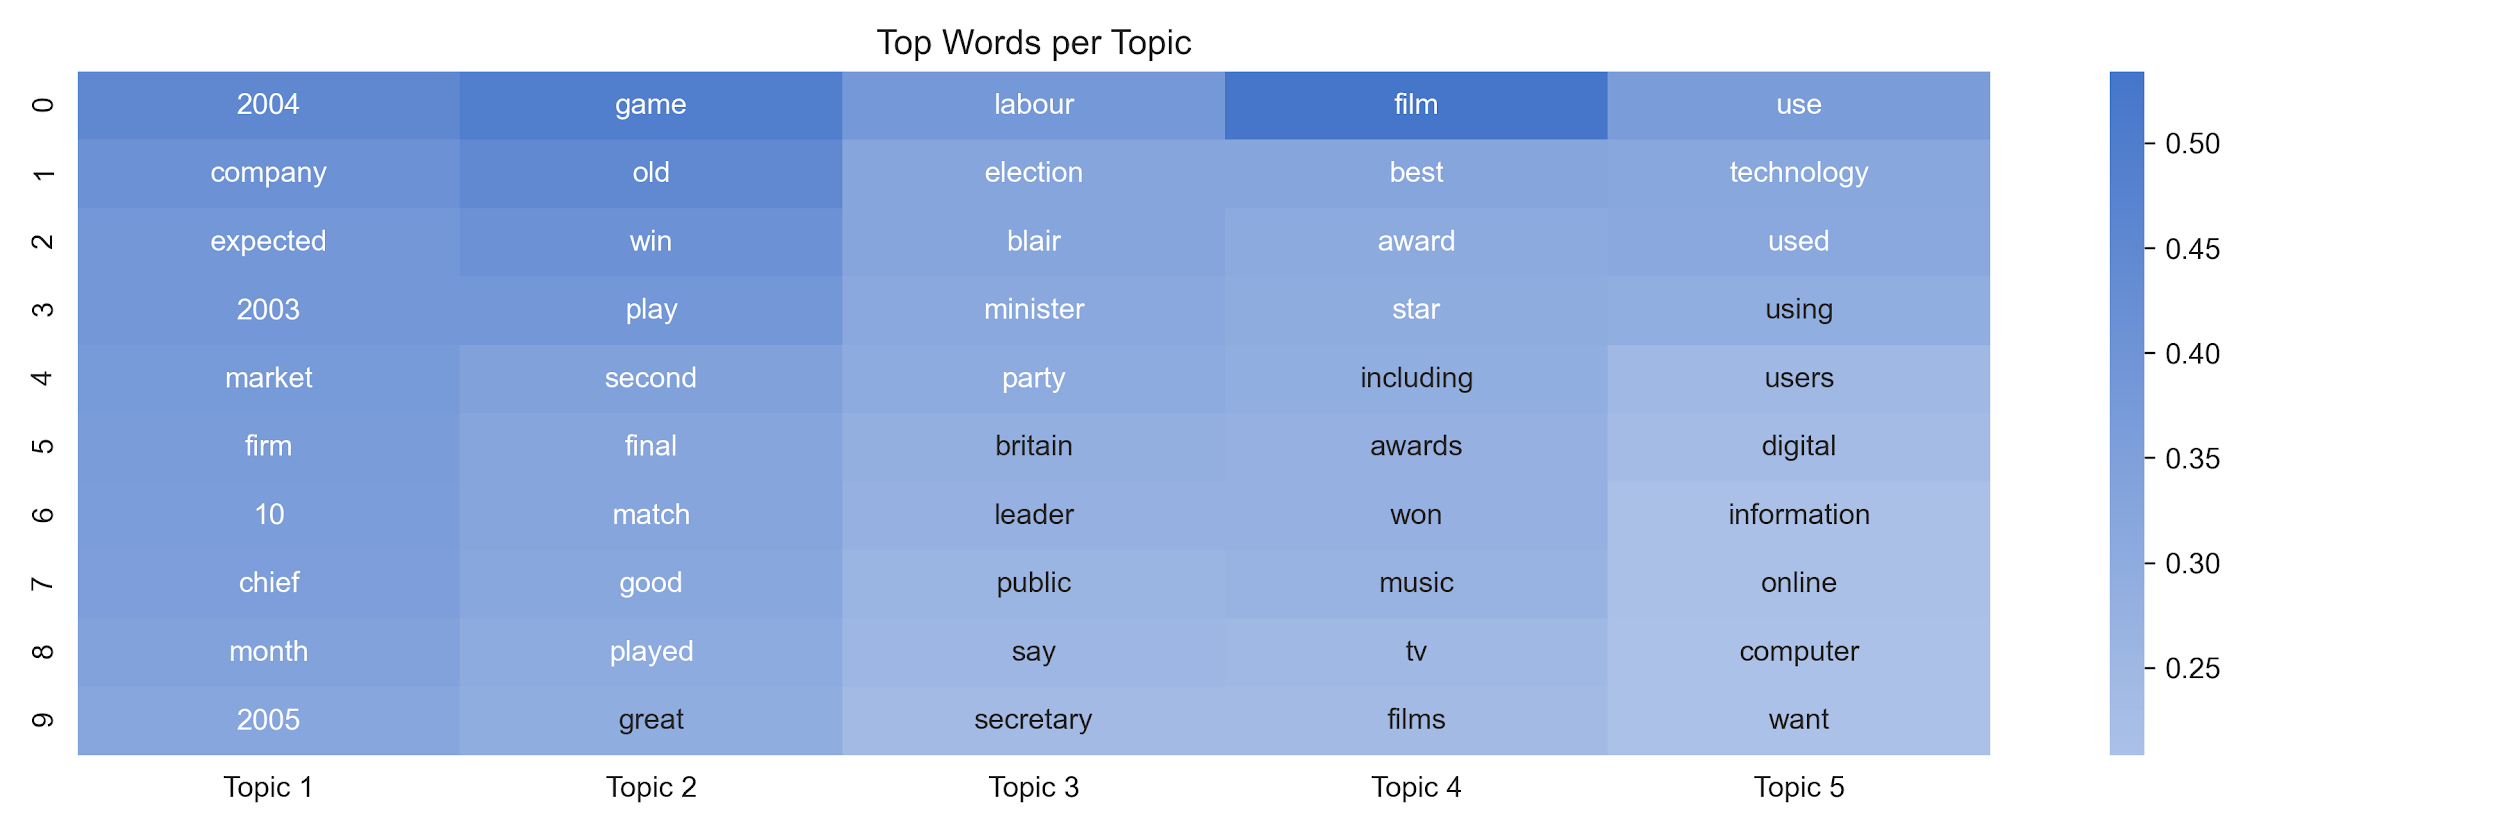 Top Words per Topic
0 2004 game labour film use
1 company old election best technology
2 expected win blair award used
3 2003 play minister star using
4 market second party including users
5 firm final britain awards digital
6 10 match leader won information
7 chief good public music online
8 month played say tv computer
9 2005 great secretary films want
Topic 1 Topic 2 Topic 3 Topic 4 Topic 5
0.50
0.45
0.40
0.35
0.30
0.25